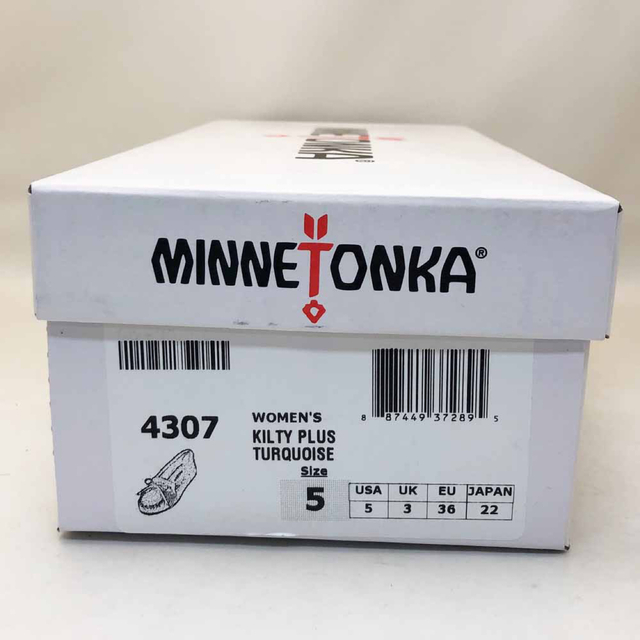 MINNETONKA
MINNETONKA®
4307
WOMEN'S
KILTY PLUS
TURQUOISE
Size
5
USA UK EU JAPAN
5 3 36 22
8 87449 37289 5